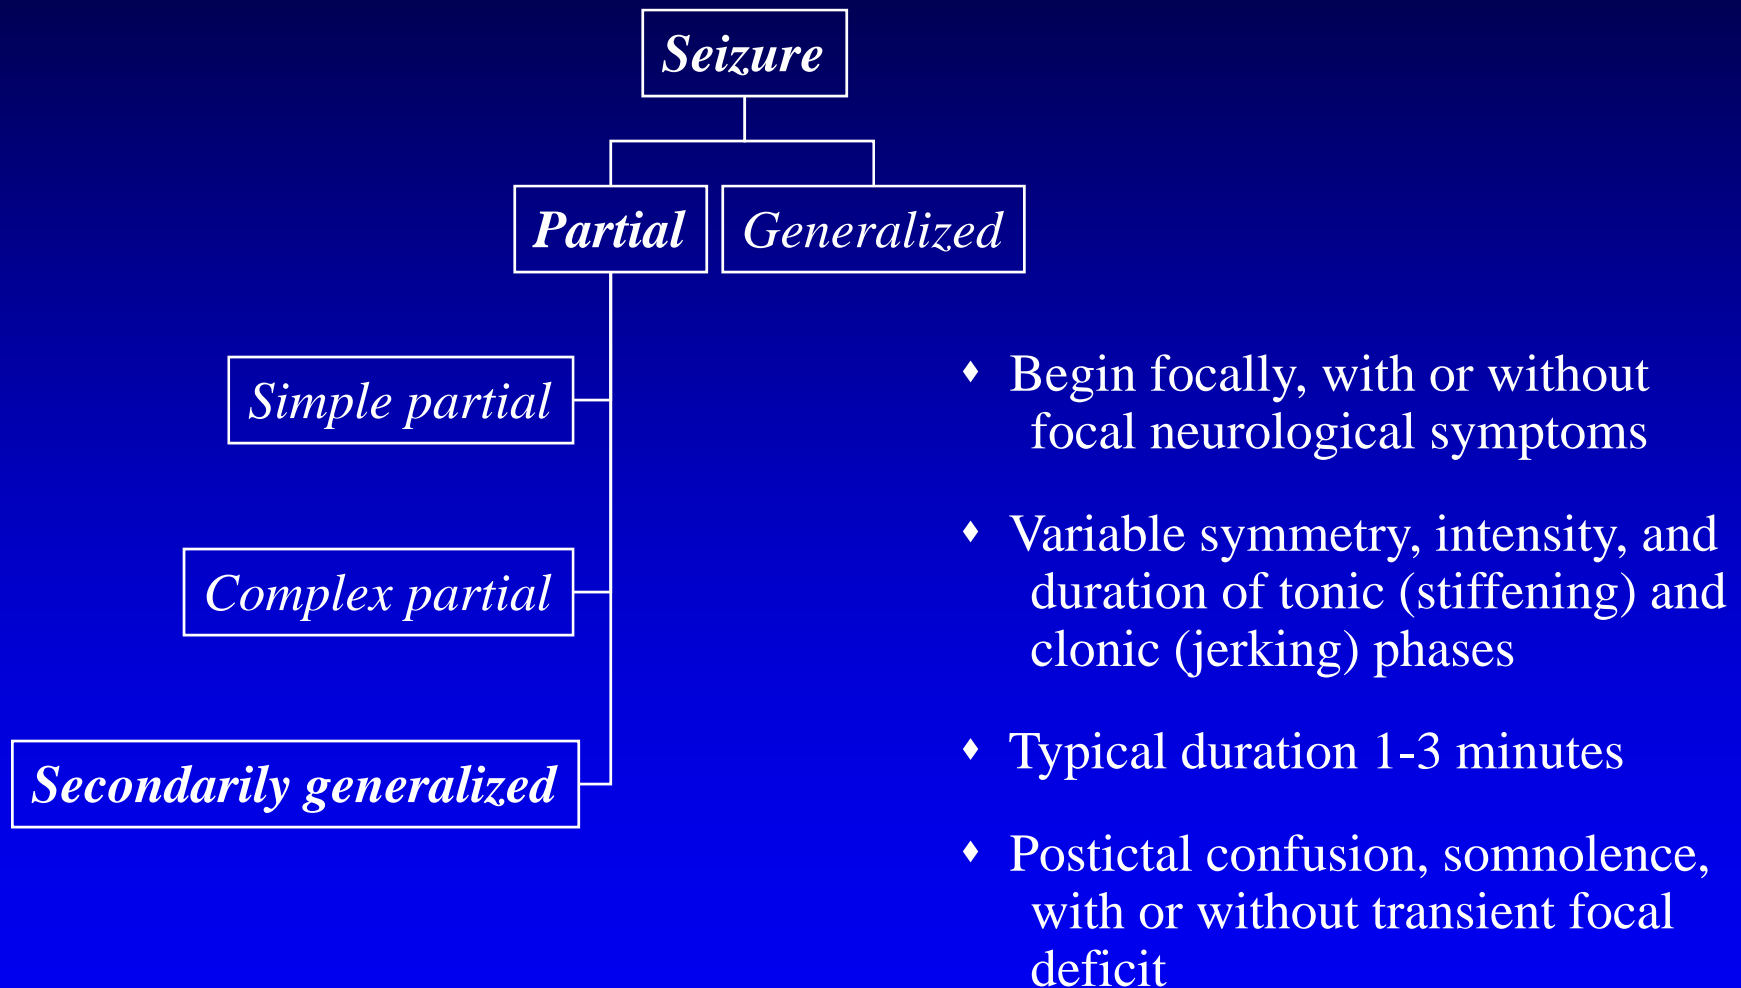 Seizure
Partial
Generalized
Simple partial
Complex partial
Secondarily generalized
♦ Begin focally, with or without
focal neurological symptoms
♦ Variable symmetry, intensity, and
duration of tonic (stiffening) and
clonic (jerking) phases
♦ Typical duration 1-3 minutes
♦ Postictal confusion, somnolence,
with or without transient focal
deficit